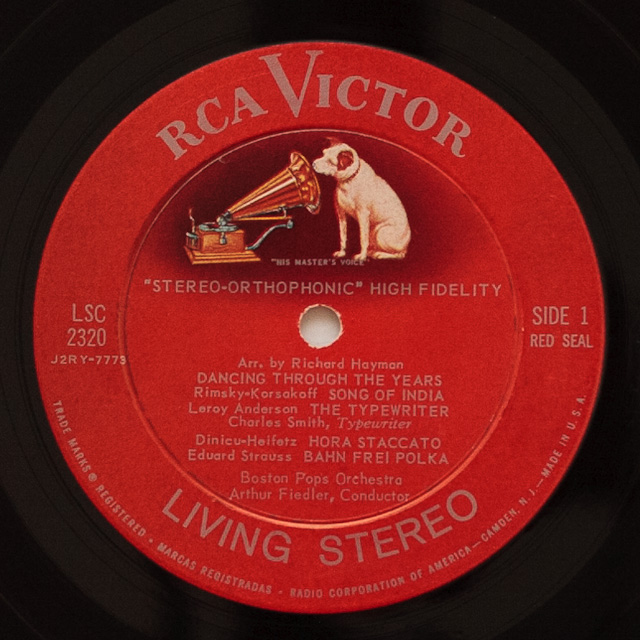 RCA VICTOR
"HIS MASTER'S VOICE"
"STEREO-ORTHOPHONIC" HIGH FIDELITY
LSC
2320
J2RY-7773
SIDE 1
RED SEAL
Arr. by Richard Hayman
DANCING THROUGH THE YEARS
Rimsky-Korsakoff SONG OF INDIA
Leroy Anderson THE TYPEWRITER
Charles Smith, Typewriter
Dinicu-Heifetz HORA STACCATO
Eduard Strauss BAHN FREI POLKA
Boston Pops Orchestra
Arthur Fiedler, Conductor
LIVING STEREO
TRADE MARKS ® REGISTERED - MARCAS REGISTRADAS - RADIO CORPORATION OF AMERICA—CAMDEN, N. J.—MADE IN U.S.A.